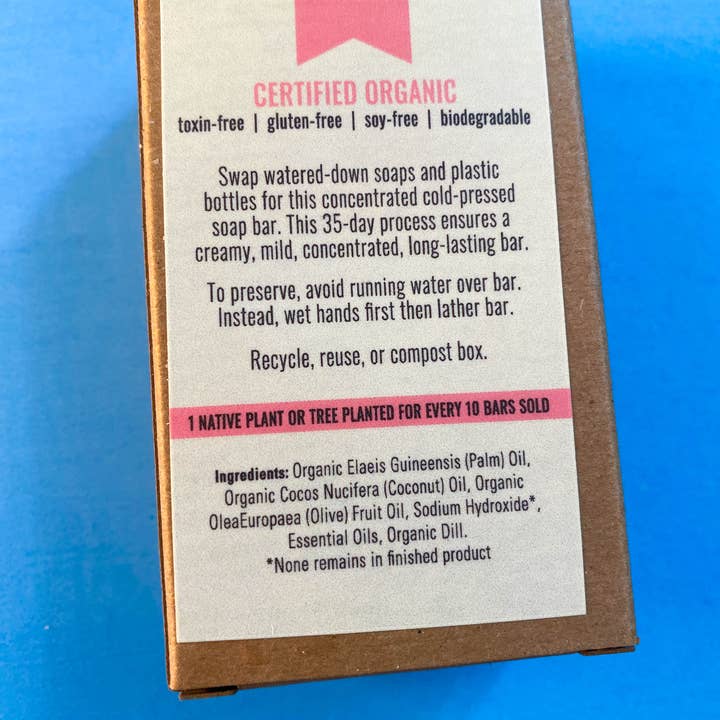 CERTIFIED ORGANIC
toxin-free | gluten-free | soy-free | biodegradable
Swap watered-down soaps and plastic
bottles for this concentrated cold-pressed
soap bar. This 35-day process ensures a
creamy, mild, concentrated, long-lasting bar.
To preserve, avoid running water over bar.
Instead, wet hands first then lather bar.
Recycle, reuse, or compost box.
1 NATIVE PLANT OR TREE PLANTED FOR EVERY 10 BARS SOLD
Ingredients: Organic Elaeis Guineensis (Palm) Oil,
Organic Cocos Nucifera (Coconut) Oil, Organic
OleaEuropaea (Olive) Fruit Oil, Sodium Hydroxide*,
Essential Oils, Organic Dill.
*None remains in finished product